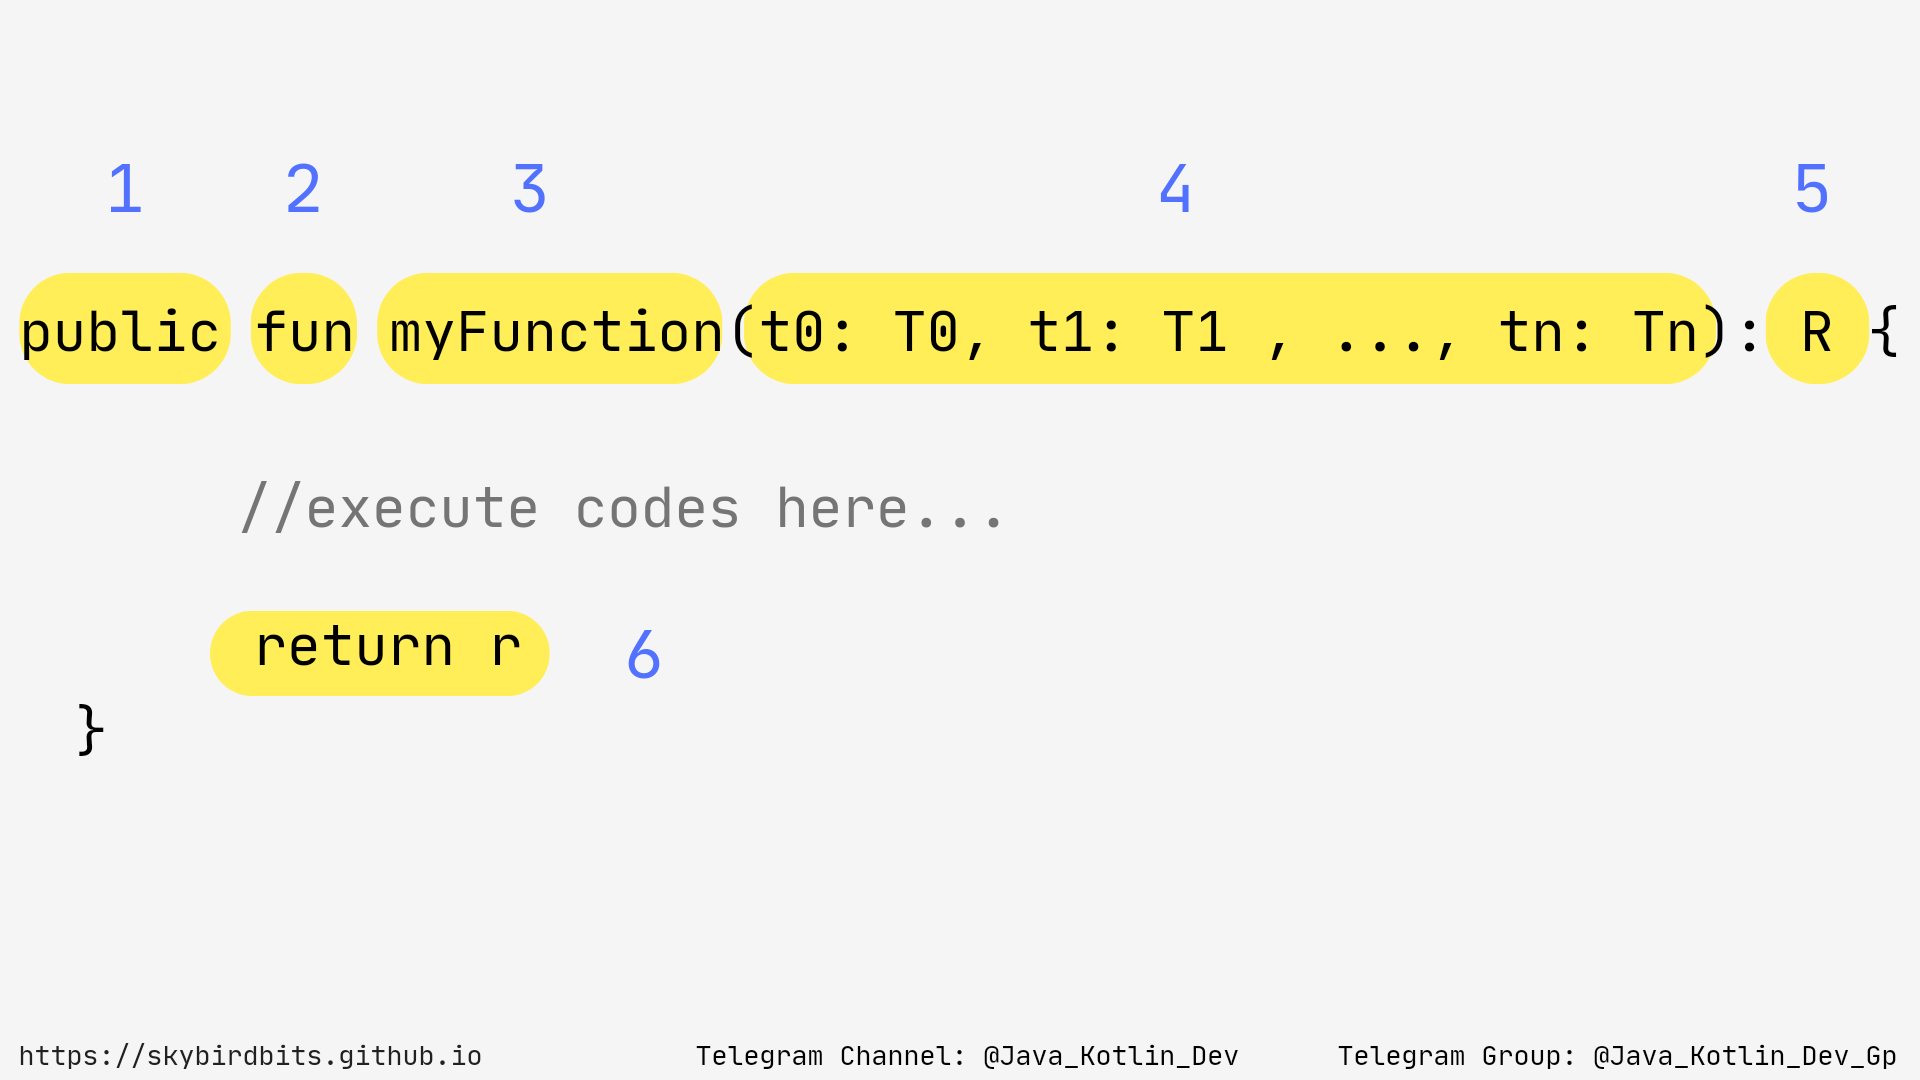 1 2 3 4 5
public fun myFunction(t0: T0, t1: T1 , ..., tn: Tn): R {
//execute codes here...
return r 6
}
https://skybirdbits.github.io Telegram Channel: @Java_Kotlin_Dev Telegram Group: @Java_Kotlin_Dev_Gp